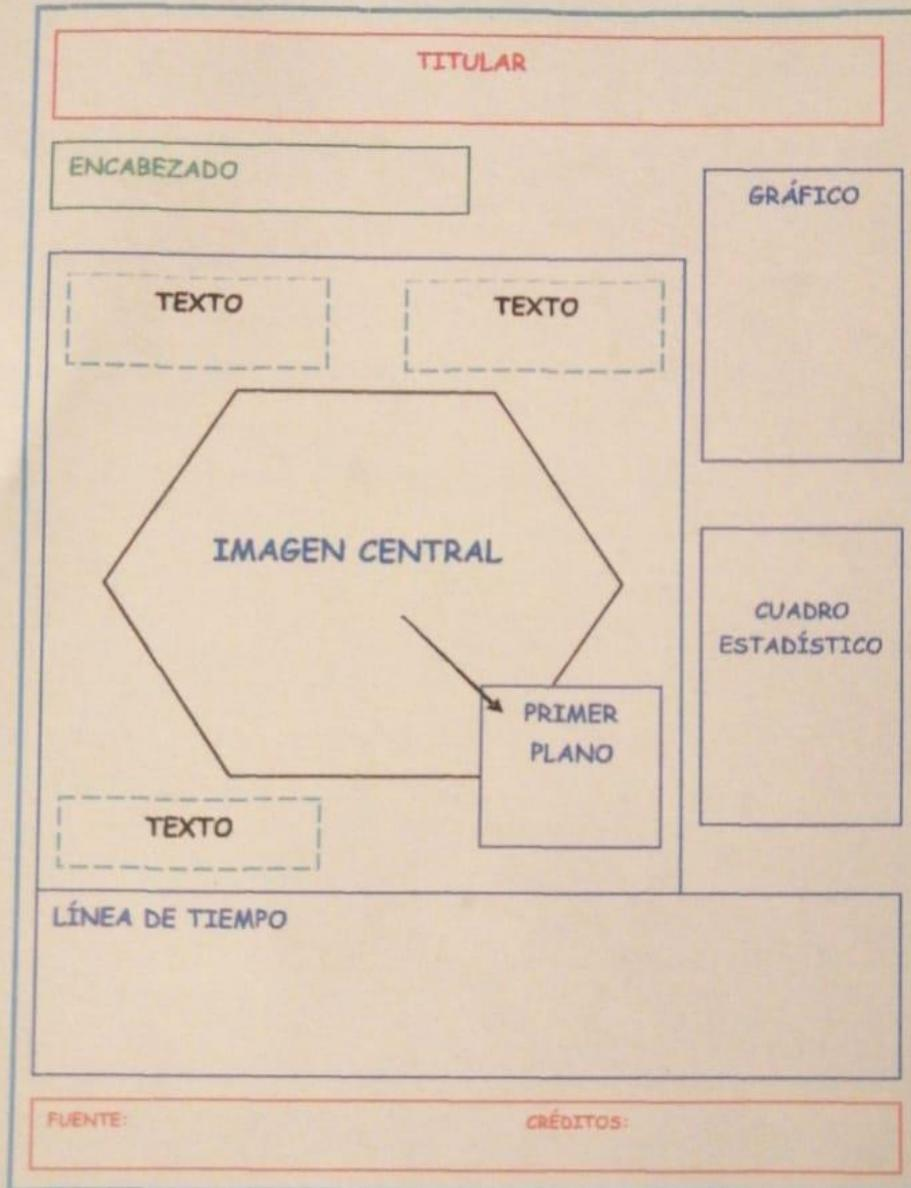 TITULAR
ENCABEZADO
GRÁFICO
TEXTO
TEXTO
IMAGEN CENTRAL
CUADRO
ESTADÍSTICO
PRIMER
PLANO
TEXTO
LÍNEA DE TIEMPO
FUENTE:
CRÉDITOS: